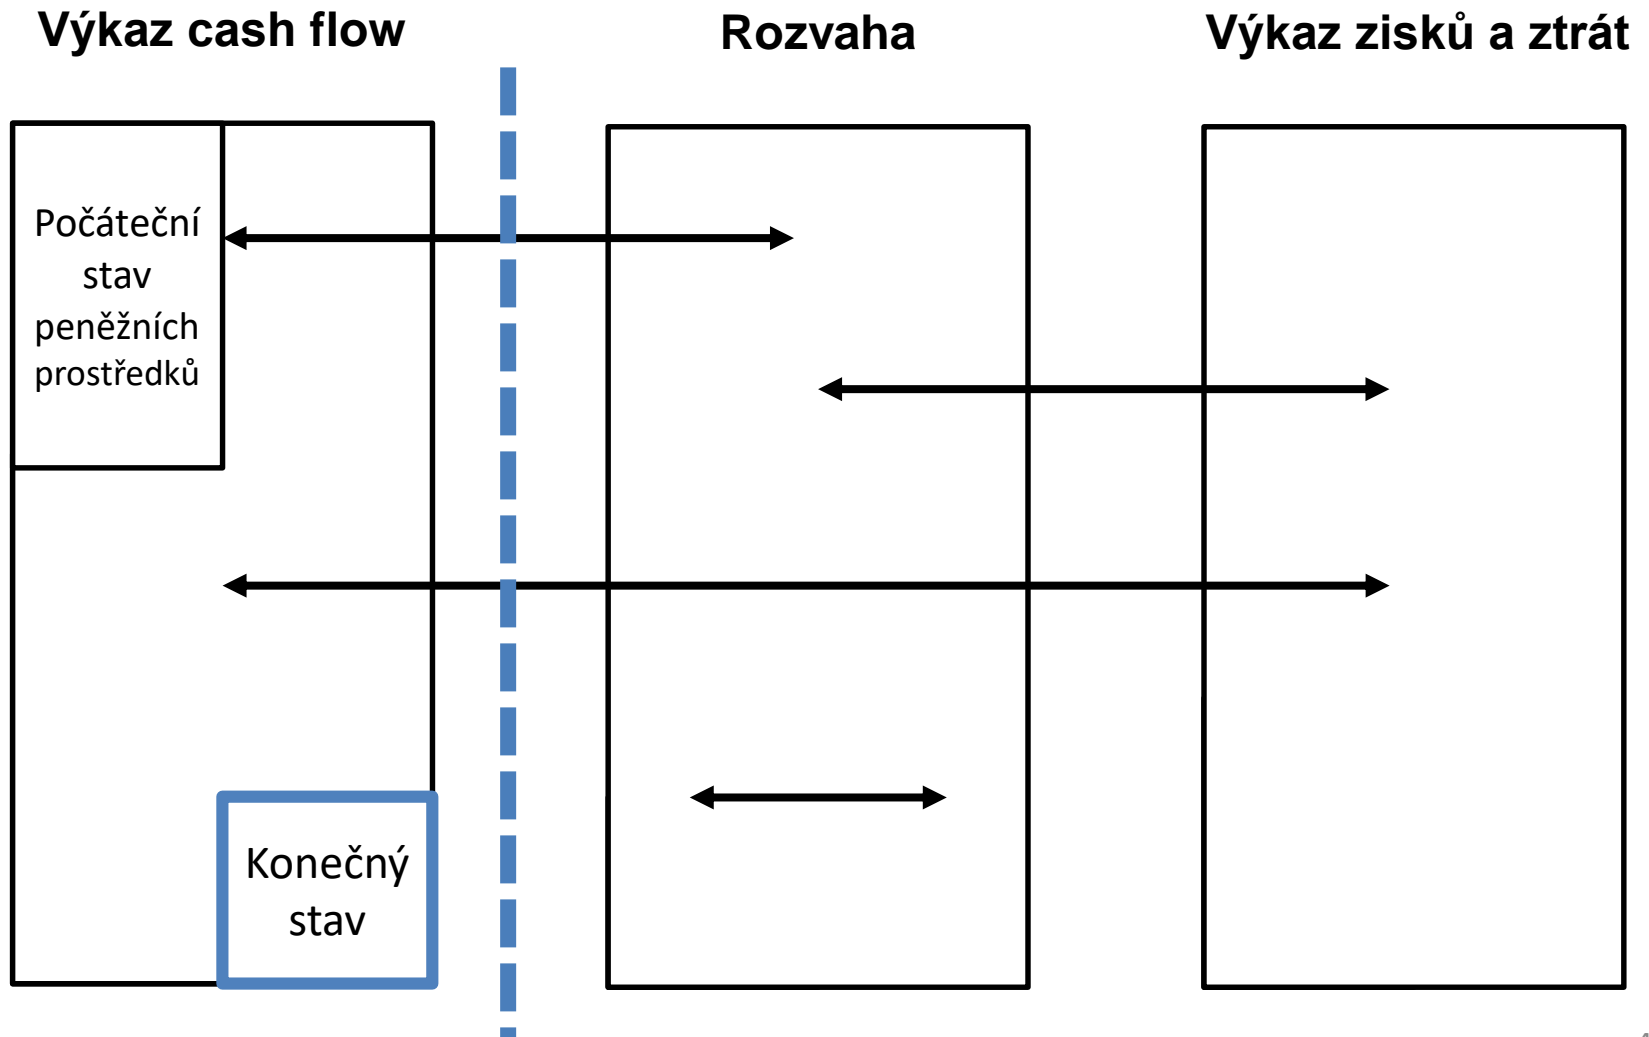 Výkaz cash flow
Rozvaha
Výkaz zisků a ztrát
Počáteční
stav
peněžních
prostředků
Konečný
stav